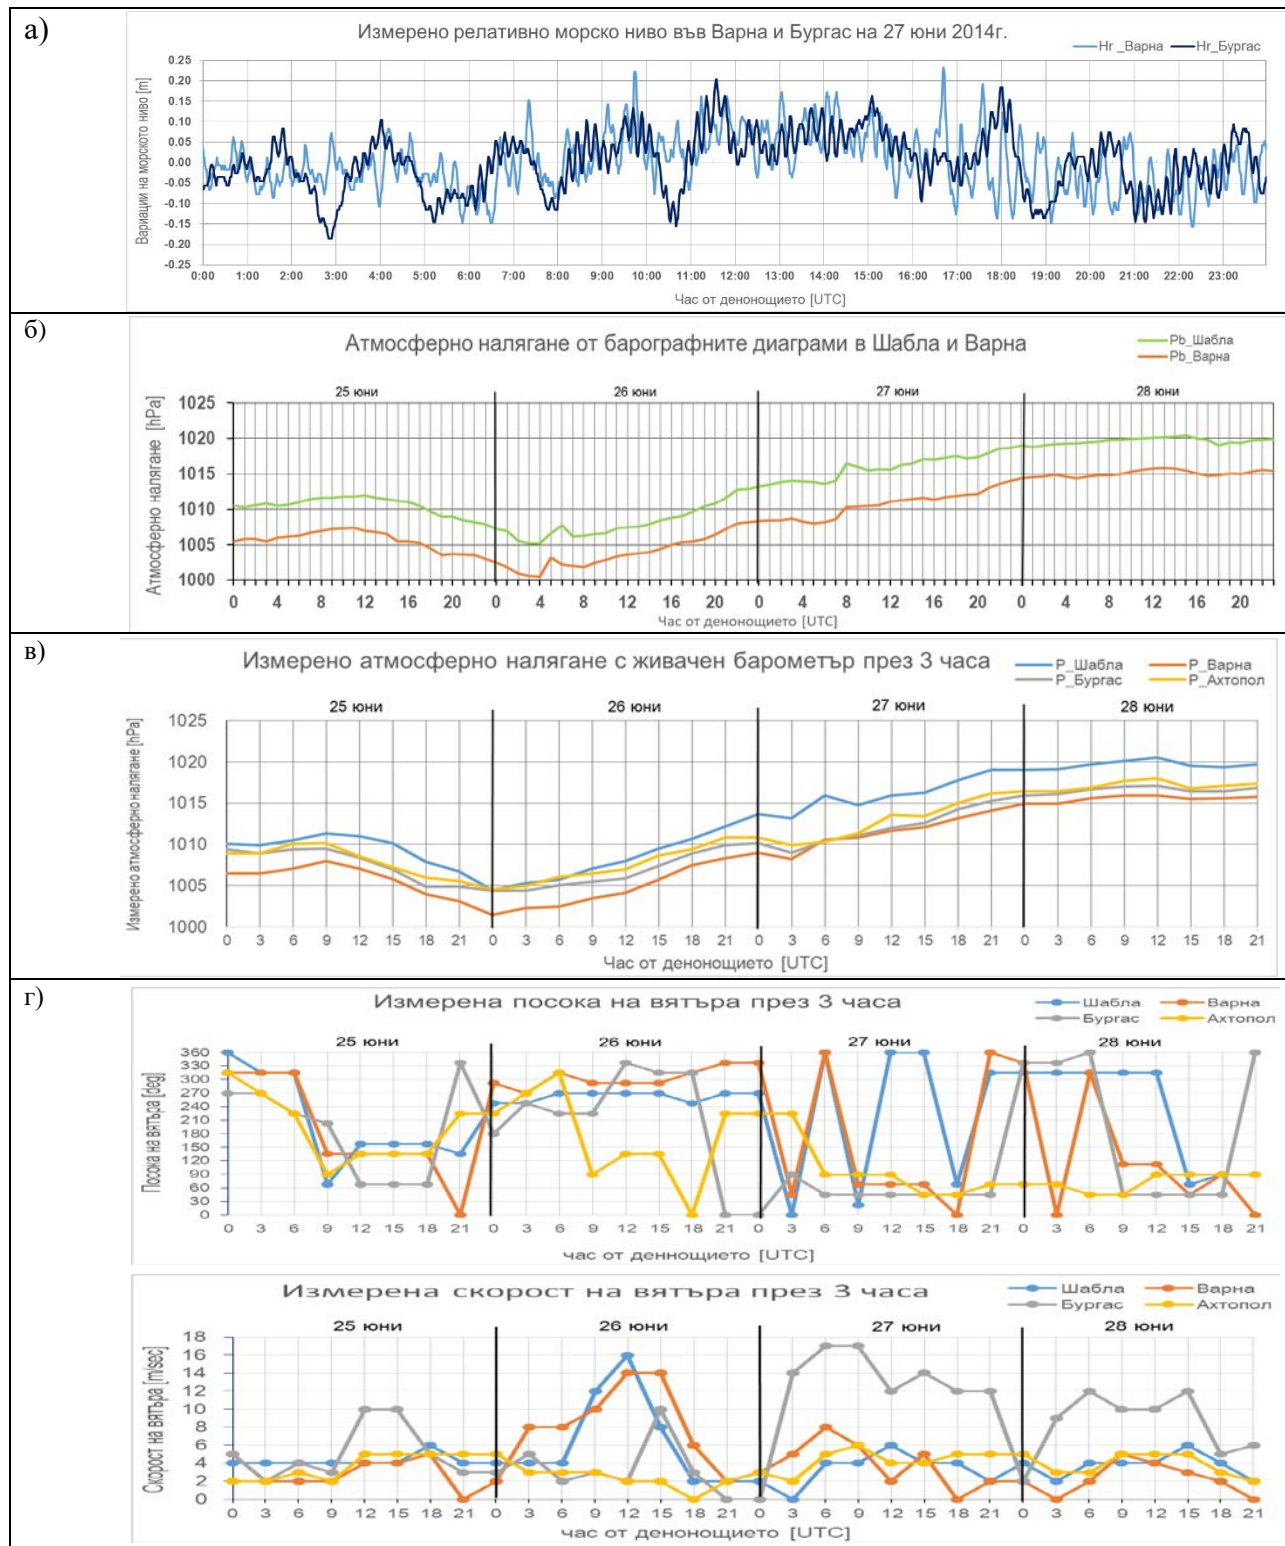 а)
Измерено релативно морско ниво във Варна и Бургас на 27 юни 2014г.
Hr _Варна Hr_Бургас
Вариации на морското ниво [m]
0.25
0.20
0.15
0.10
0.05
0.00
-0.05
-0.10
-0.15
-0.20
-0.25
0:00 1:00 2:00 3:00 4:00 5:00 6:00 7:00 8:00 9:00 10:00 11:00 12:00 13:00 14:00 15:00 16:00 17:00 18:00 19:00 20:00 21:00 22:00 23:00
Час от денонощието [UTC]
б)
Атмосферно налягане от барографните диаграми в Шабла и Варна
Pb_Шабла
Pb_Варна
25 юни 26 юни 27 юни 28 юни
Атмосферно налягане [hPa]
1025
1020
1015
1010
1005
1000
0 4 8 12 16 20 0 4 8 12 16 20 0 4 8 12 16 20 0 4 8 12 16 20
Час от денонощието [UTC]
в)
Измерено атмосферно налягане с живачен барометър през 3 часа
P_Шабла P_Варна
P_Бургас P_Ахтопол
25 юни 26 юни 27 юни 28 юни
Измерено атмосферно налягане [hPa]
1025
1020
1015
1010
1005
1000
0 3 6 9 12 15 18 21 0 3 6 9 12 15 18 21 0 3 6 9 12 15 18 21 0 3 6 9 12 15 18 21
Час от денонощието [UTC]
г)
Измерена посока на вятъра през 3 часа
Шабла Варна
Бургас Ахтопол
25 юни 26 юни 27 юни 28 юни
Посока на вятъра [deg]
360
330
300
270
240
210
180
150
120
90
60
30
0
0 3 6 9 12 15 18 21 0 3 6 9 12 15 18 21 0 3 6 9 12 15 18 21 0 3 6 9 12 15 18 21
час от деннощието [UTC]
Измерена скорост на вятъра през 3 часа
Шабла Варна
Бургас Ахтопол
25 юни 26 юни 27 юни 28 юни
Скорост на вятъра [m/sec]
18
16
14
12
10
8
6
4
2
0
0 3 6 9 12 15 18 21 0 3 6 9 12 15 18 21 0 3 6 9 12 15 18 21 0 3 6 9 12 15 18 21
час от денонощието [UTC]